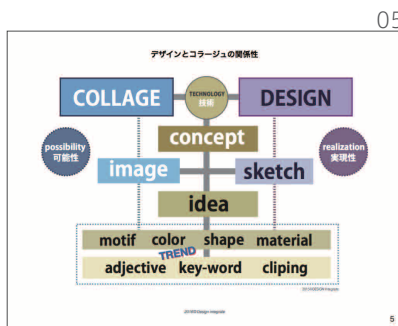 05
デザインとコラージュの関係性
COLLAGE
TECHNOLOGY
技術
DESIGN
concept
possibility
可能性
realization
実現性
image
sketch
idea
motif color shape material
TREND
adjective key-word cliping
5